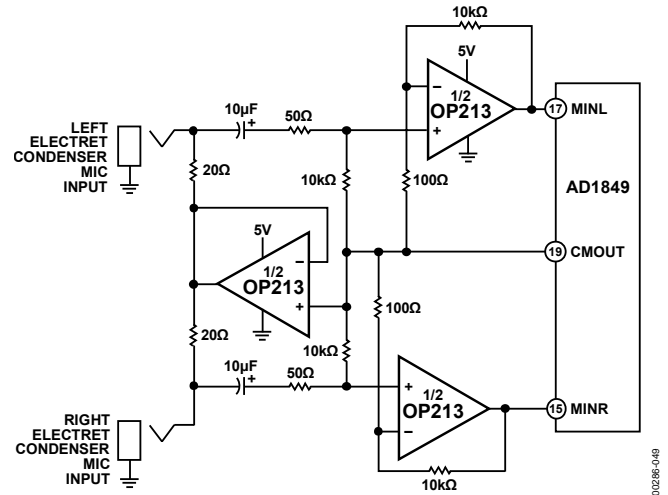 10kΩ
5V
1/2
OP213
17 MINL
10µF
+
50Ω
LEFT
ELECTRET
CONDENSER
MIC
INPUT
20Ω
10kΩ
100Ω
AD1849
5V
1/2
OP213
19 CMOUT
20Ω
10kΩ
100Ω
10µF
+
50Ω
1/2
OP213
15 MINR
RIGHT
ELECTRET
CONDENSER
MIC
INPUT
10kΩ
00286-049